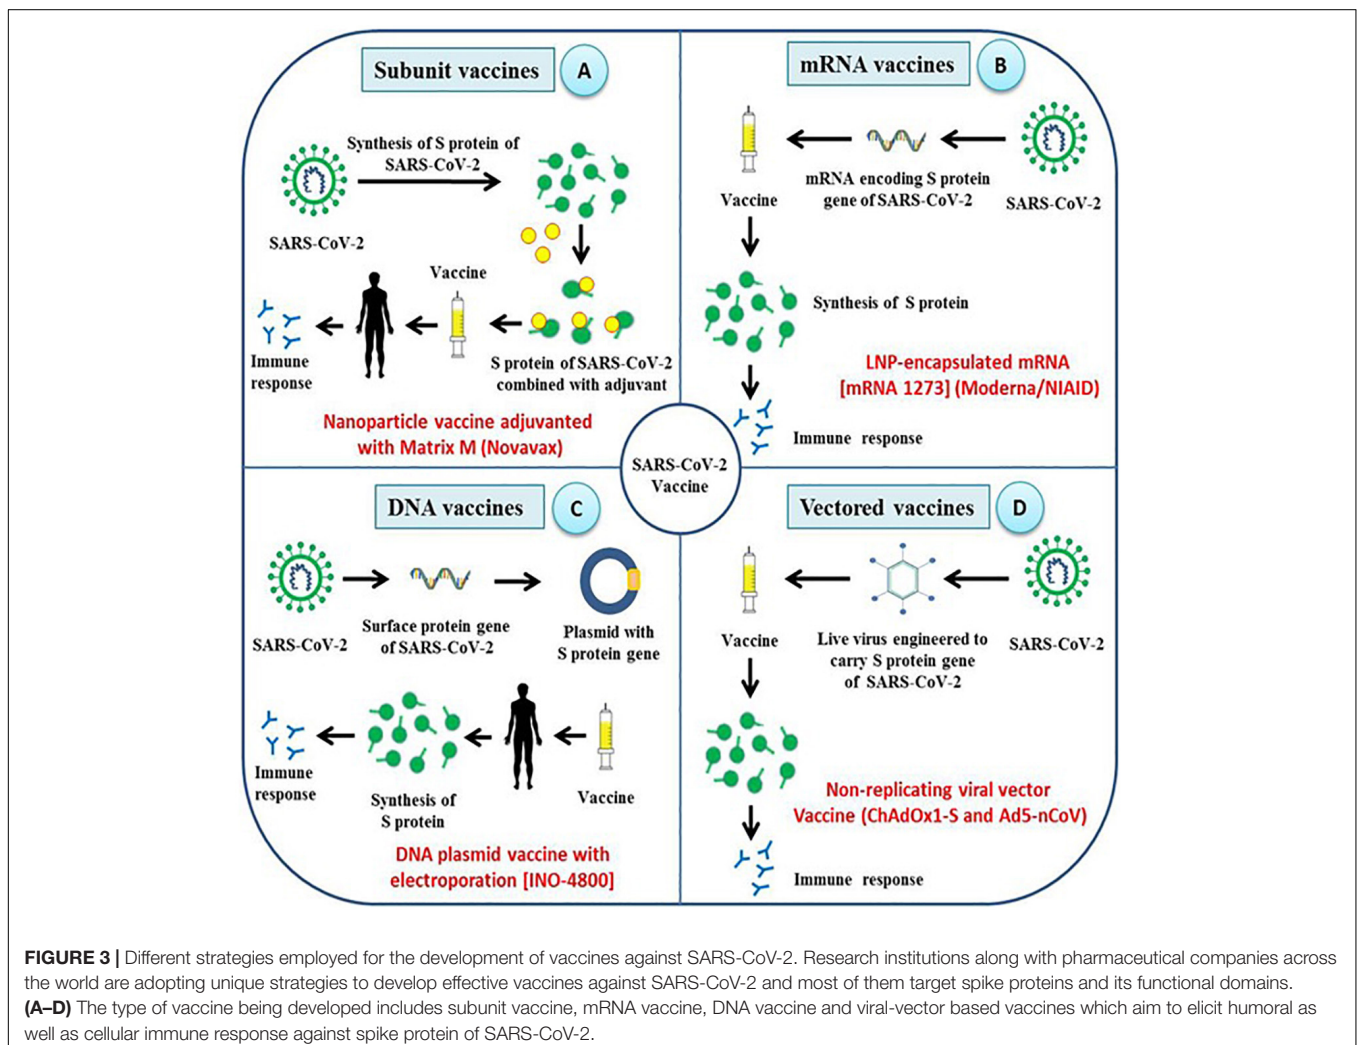 Subunit vaccines
A
Synthesis of S protein of
SARS-CoV-2
SARS-CoV-2
Vaccine
Immune
response
S protein of SARS-CoV-2
combined with adjuvant
Nanoparticle vaccine adjuvanted
with Matrix M (Novavax)
mRNA vaccines
B
Vaccine
mRNA encoding S protein
gene of SARS-CoV-2
SARS-CoV-2
Synthesis of S protein
LNP-encapsulated mRNA
[mRNA 1273] (Moderna/NIAID)
Immune response
SARS-CoV-2
Vaccine
DNA vaccines
C
SARS-CoV-2
Surface protein gene
of SARS-CoV-2
Plasmid with
S protein gene
Immune
response
Synthesis of
S protein
Vaccine
DNA plasmid vaccine with
electroporation [INO-4800]
Vectored vaccines
D
Vaccine
Live virus engineered to
carry S protein gene
of SARS-CoV-2
SARS-CoV-2
Non-replicating viral vector
Vaccine (ChAdOx1-S and Ad5-nCoV)
Immune response
FIGURE 3 | Different strategies employed for the development of vaccines against SARS-CoV-2. Research institutions along with pharmaceutical companies across
the world are adopting unique strategies to develop effective vaccines against SARS-CoV-2 and most of them target spike proteins and its functional domains.
(A–D) The type of vaccine being developed includes subunit vaccine, mRNA vaccine, DNA vaccine and viral-vector based vaccines which aim to elicit humoral as
well as cellular immune response against spike protein of SARS-CoV-2.